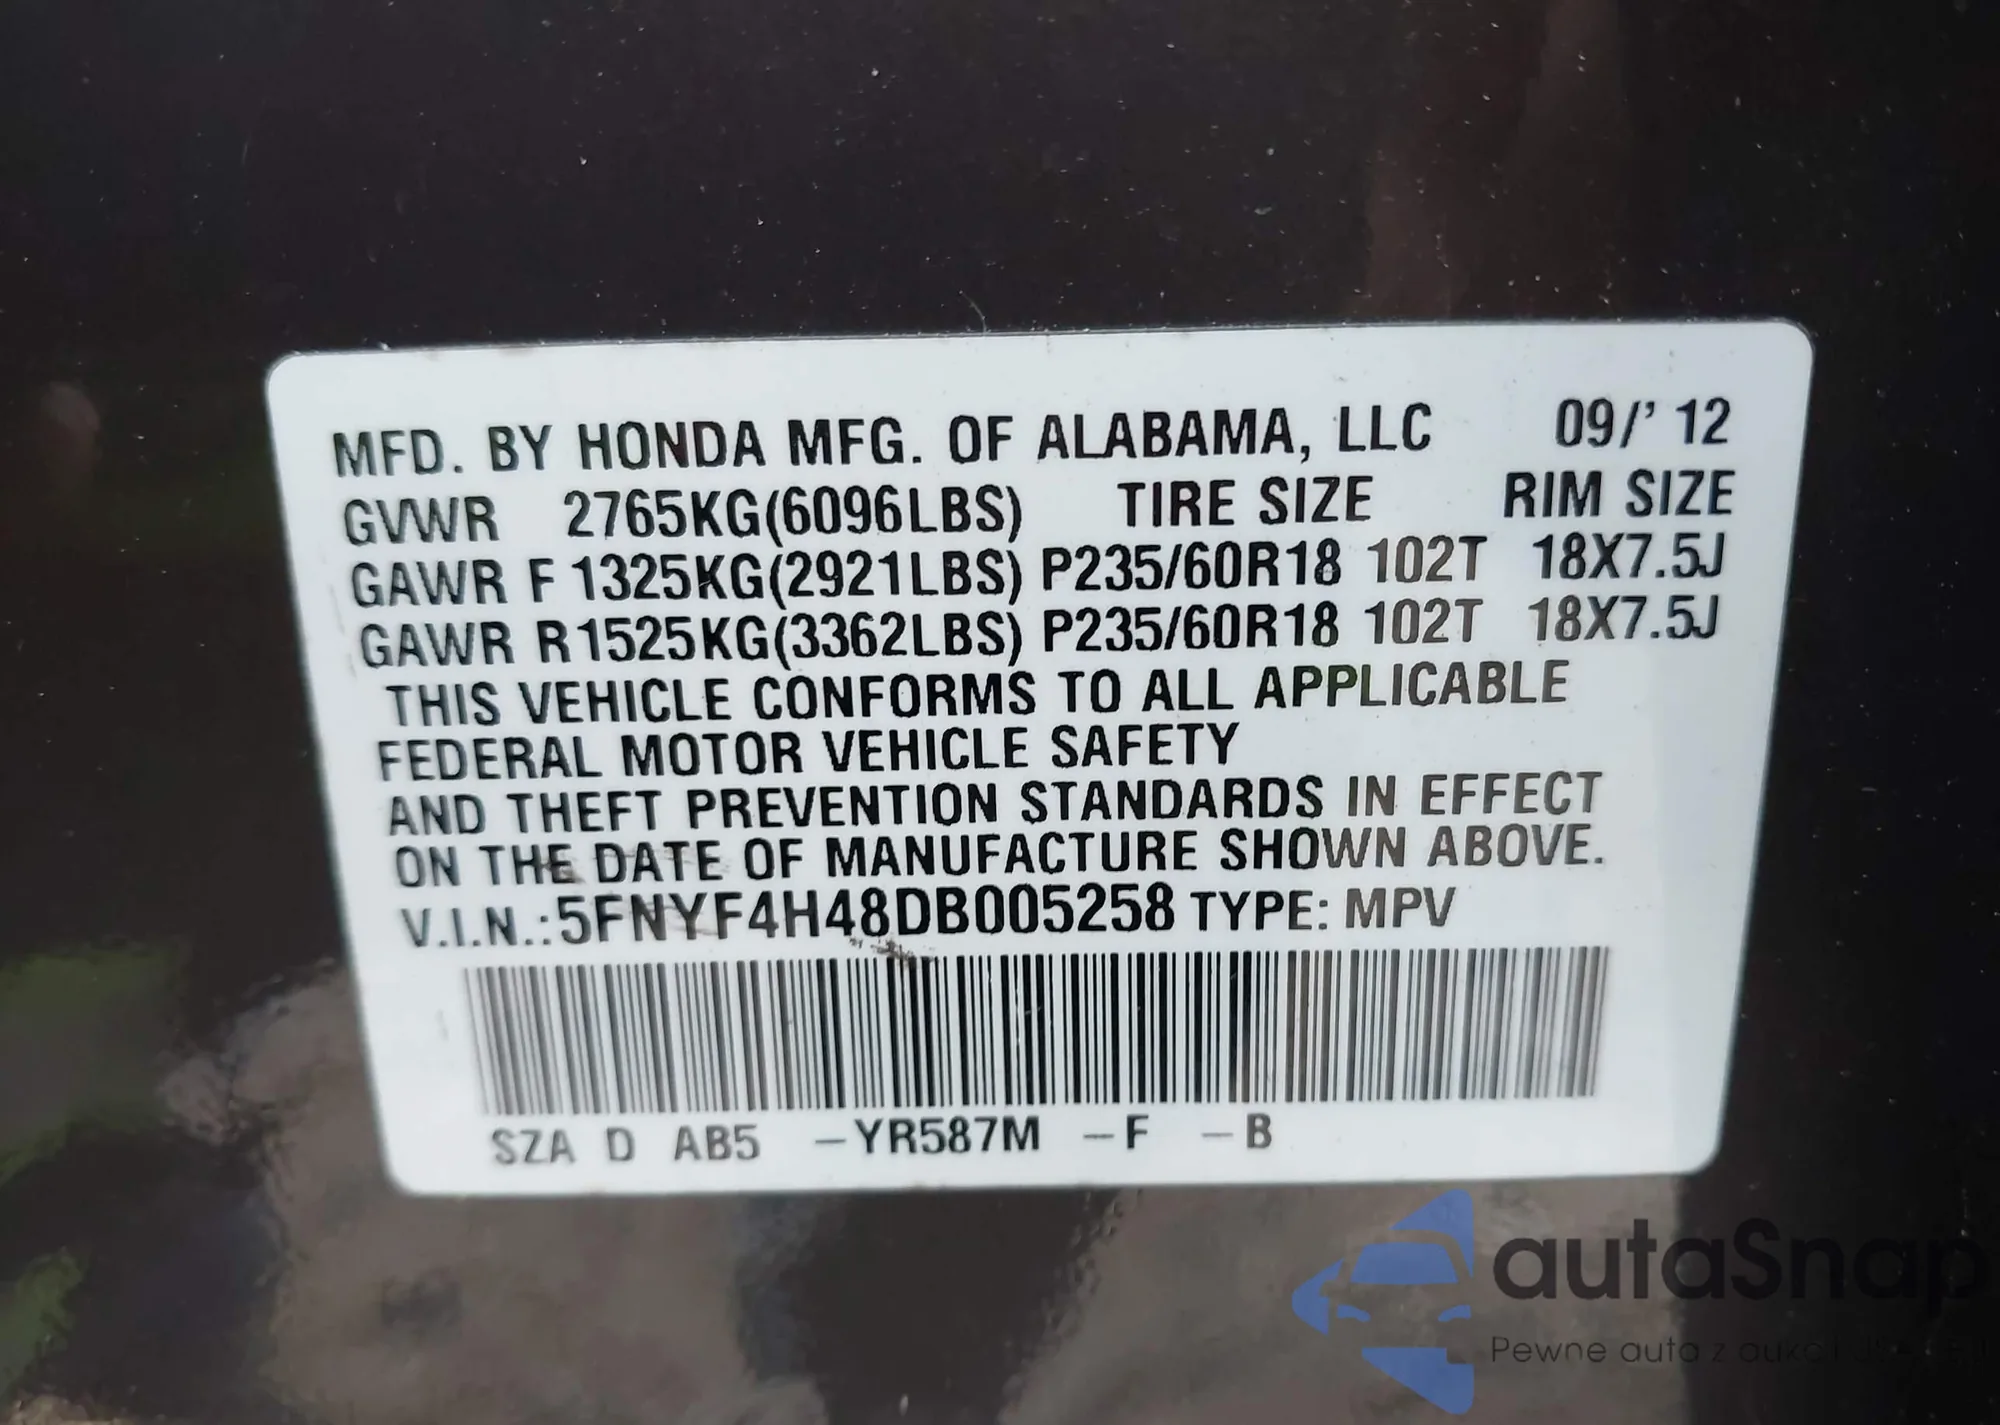 MFD. BY HONDA MFG. OF ALABAMA, LLC 09/' 12
GVWR 2765KG(6096LBS) TIRE SIZE RIM SIZE
GAWR F 1325KG(2921LBS) P235/60R18 102T 18X7.5J
GAWR R 1525KG(3362LBS) P235/60R18 102T 18X7.5J
THIS VEHICLE CONFORMS TO ALL APPLICABLE
FEDERAL MOTOR VEHICLE SAFETY
AND THEFT PREVENTION STANDARDS IN EFFECT
ON THE DATE OF MANUFACTURE SHOWN ABOVE.
V.I.N.:5FNYF4H48DB005258 TYPE: MPV
SZA D AB5 –YR587M –F –B
autaSnap
Pewne auta z